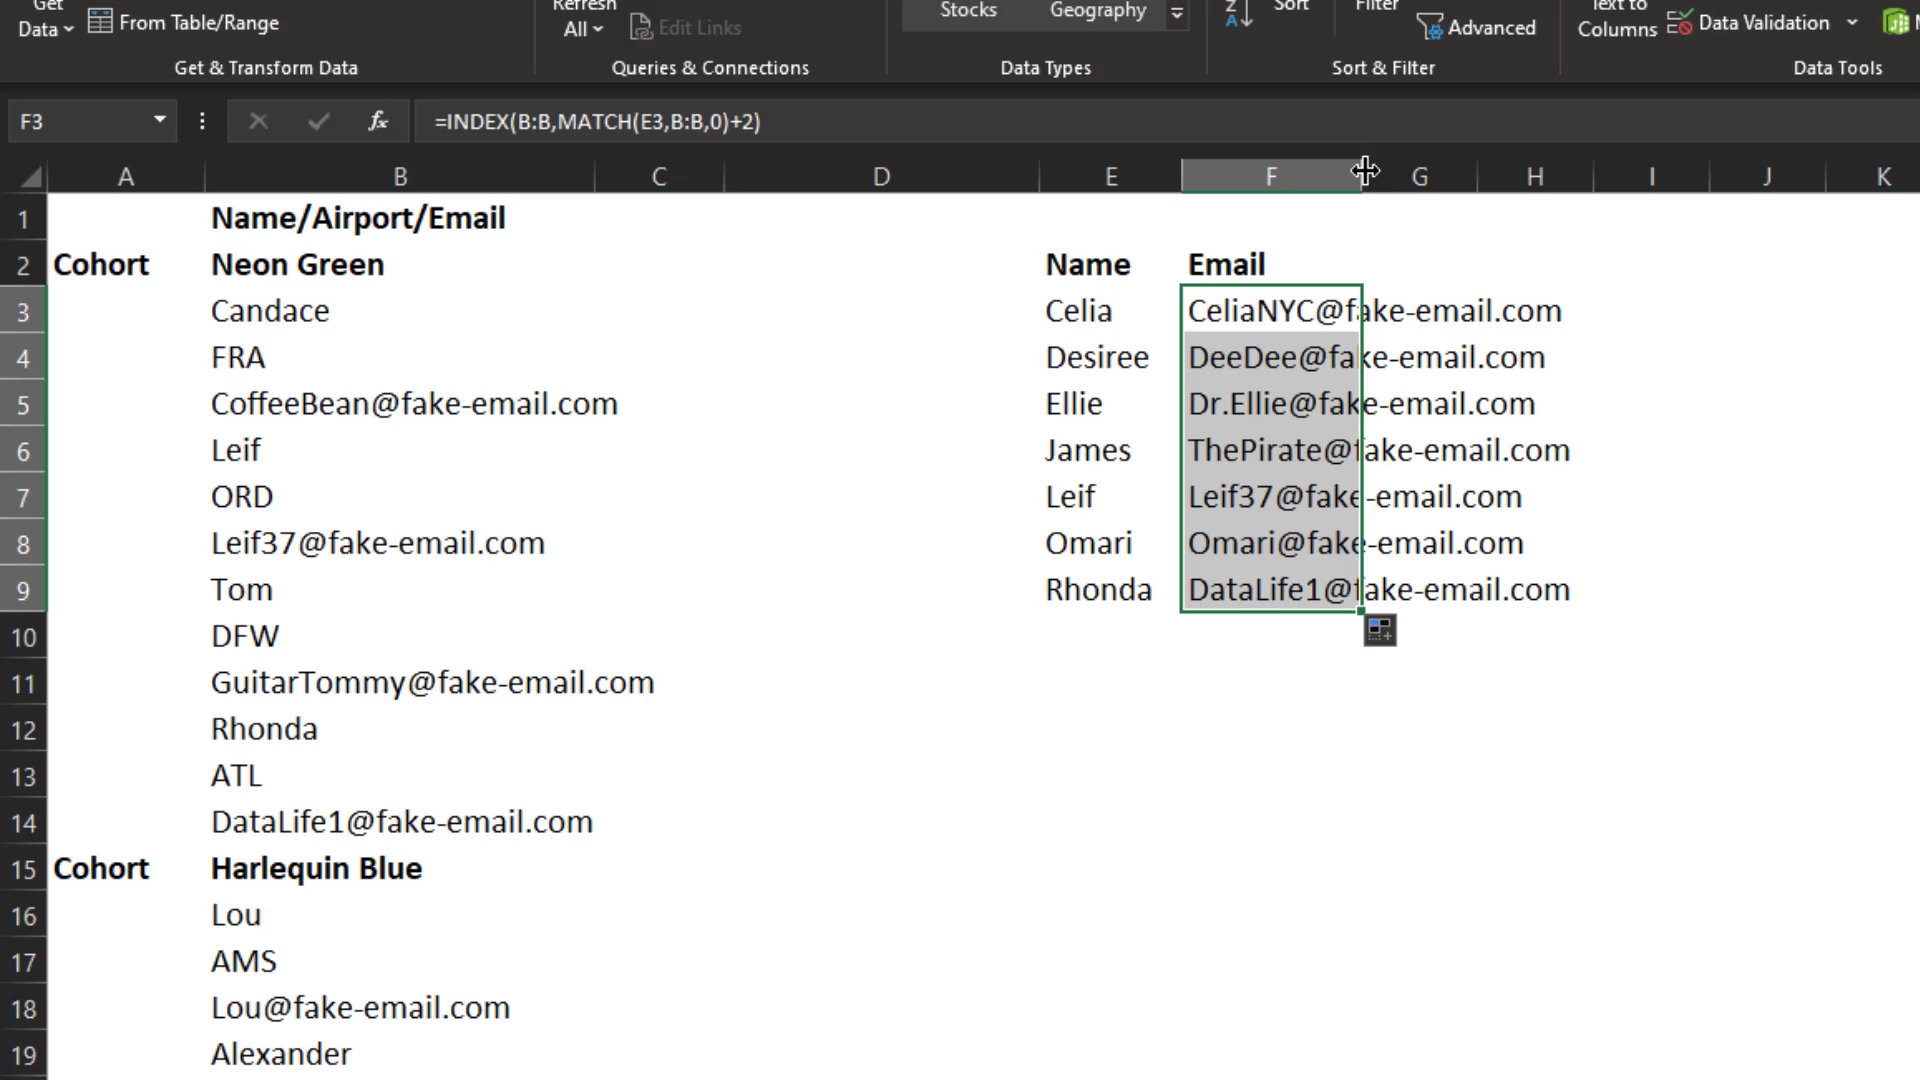 Get
Data
From Table/Range
Refresh
All
Edit Links
Stocks
Geography
Sort
Filter
Advanced
Text to
Columns
Data Validation
Get & Transform Data
Queries & Connections
Data Types
Sort & Filter
Data Tools
F3
fx
=INDEX(B:B,MATCH(E3,B:B,0)+2)
A B C D E F G H I J K
1 Name/Airport/Email
2 Cohort Neon Green Name Email
3 Candace Celia CeliaNYC@fake-email.com
4 FRA Desiree DeeDee@fake-email.com
5 CoffeeBean@fake-email.com Ellie Dr.Ellie@fake-email.com
6 Leif James ThePirate@fake-email.com
7 ORD Leif Leif37@fake-email.com
8 Leif37@fake-email.com Omari Omari@fake-email.com
9 Tom Rhonda DataLife1@fake-email.com
10 DFW
11 GuitarTommy@fake-email.com
12 Rhonda
13 ATL
14 DataLife1@fake-email.com
15 Cohort Harlequin Blue
16 Lou
17 AMS
18 Lou@fake-email.com
19 Alexander